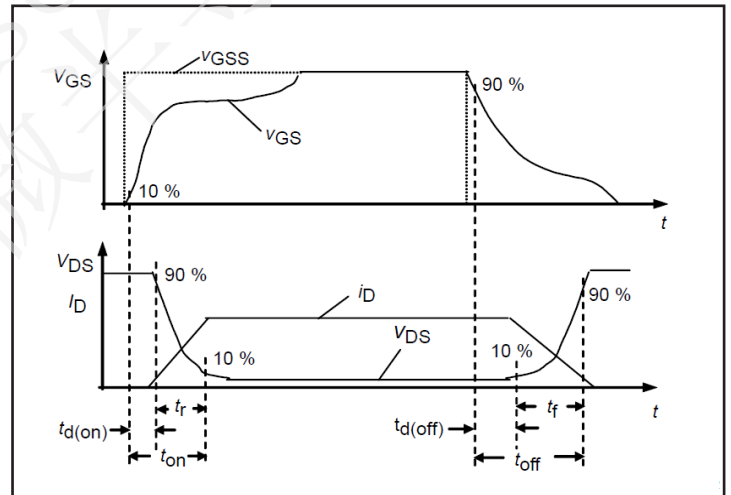 VGSS
VGS
90 %
VGS
10 %
t
VDS
90 %
ID
iD
90 %
VDS
10 %
10 %
tr
tf
t
td(on)
td(off)
ton
toff